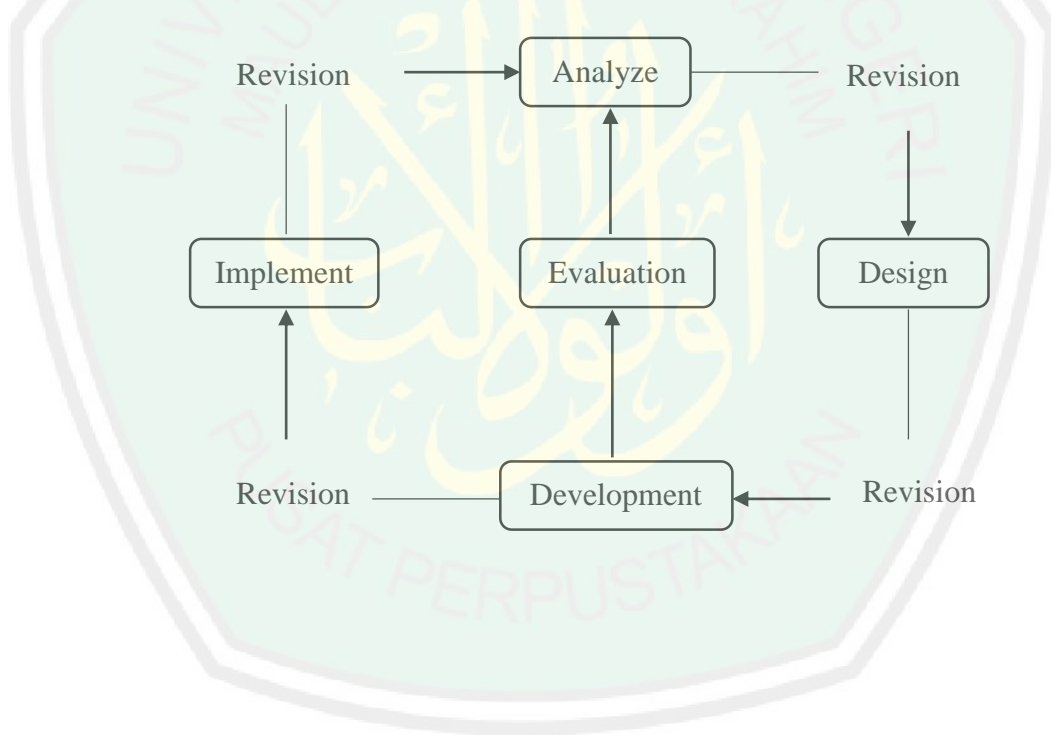 Revision Analyze Revision
Implement Evaluation Design
Revision Development Revision
PUSAT PERPUSTAKAAN